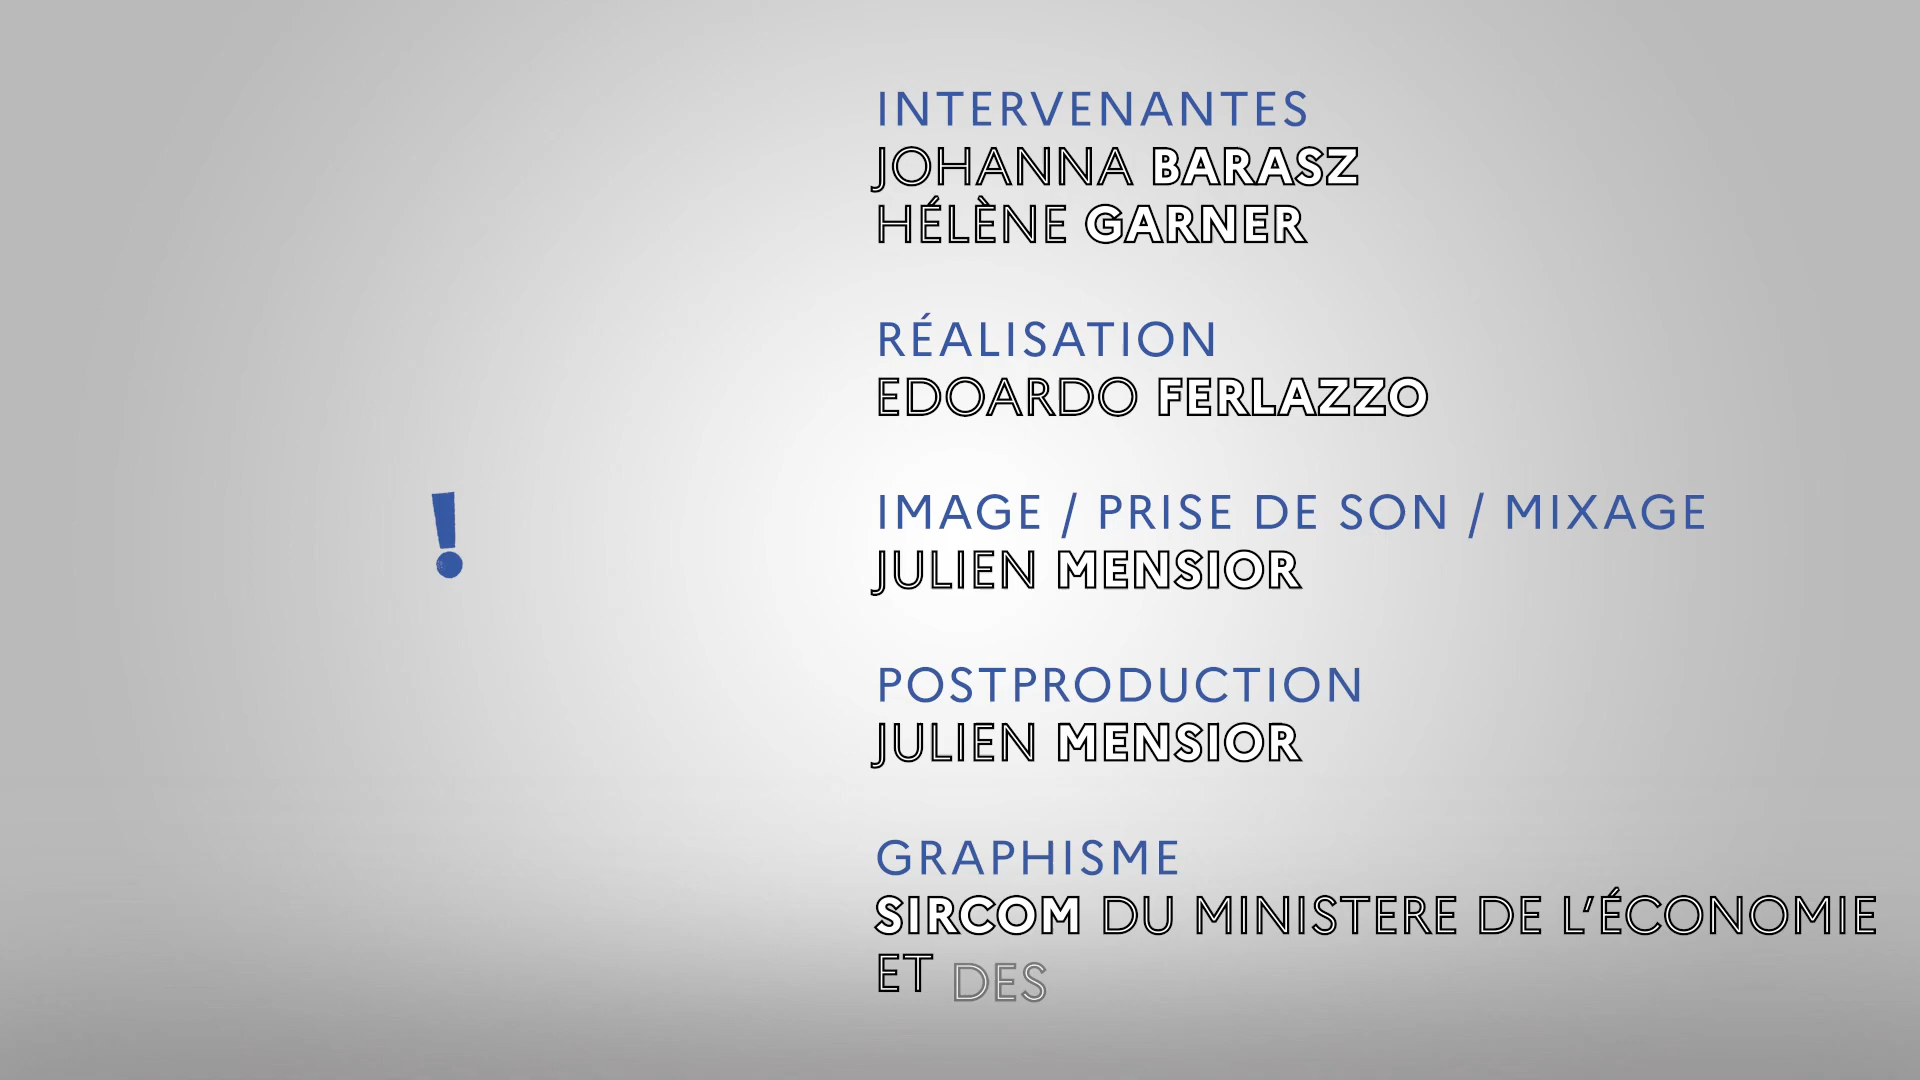 INTERVENANTES
JOHANNA BARASZ
HÉLÈNE GARNER
RÉALISATION
EDOARDO FERLAZZO
!
IMAGE / PRISE DE SON / MIXAGE
JULIEN MENSIOR
POSTPRODUCTION
JULIEN MENSIOR
GRAPHISME
SIRCOM DU MINISTERE DE L’ÉCONOMIE
ET DES